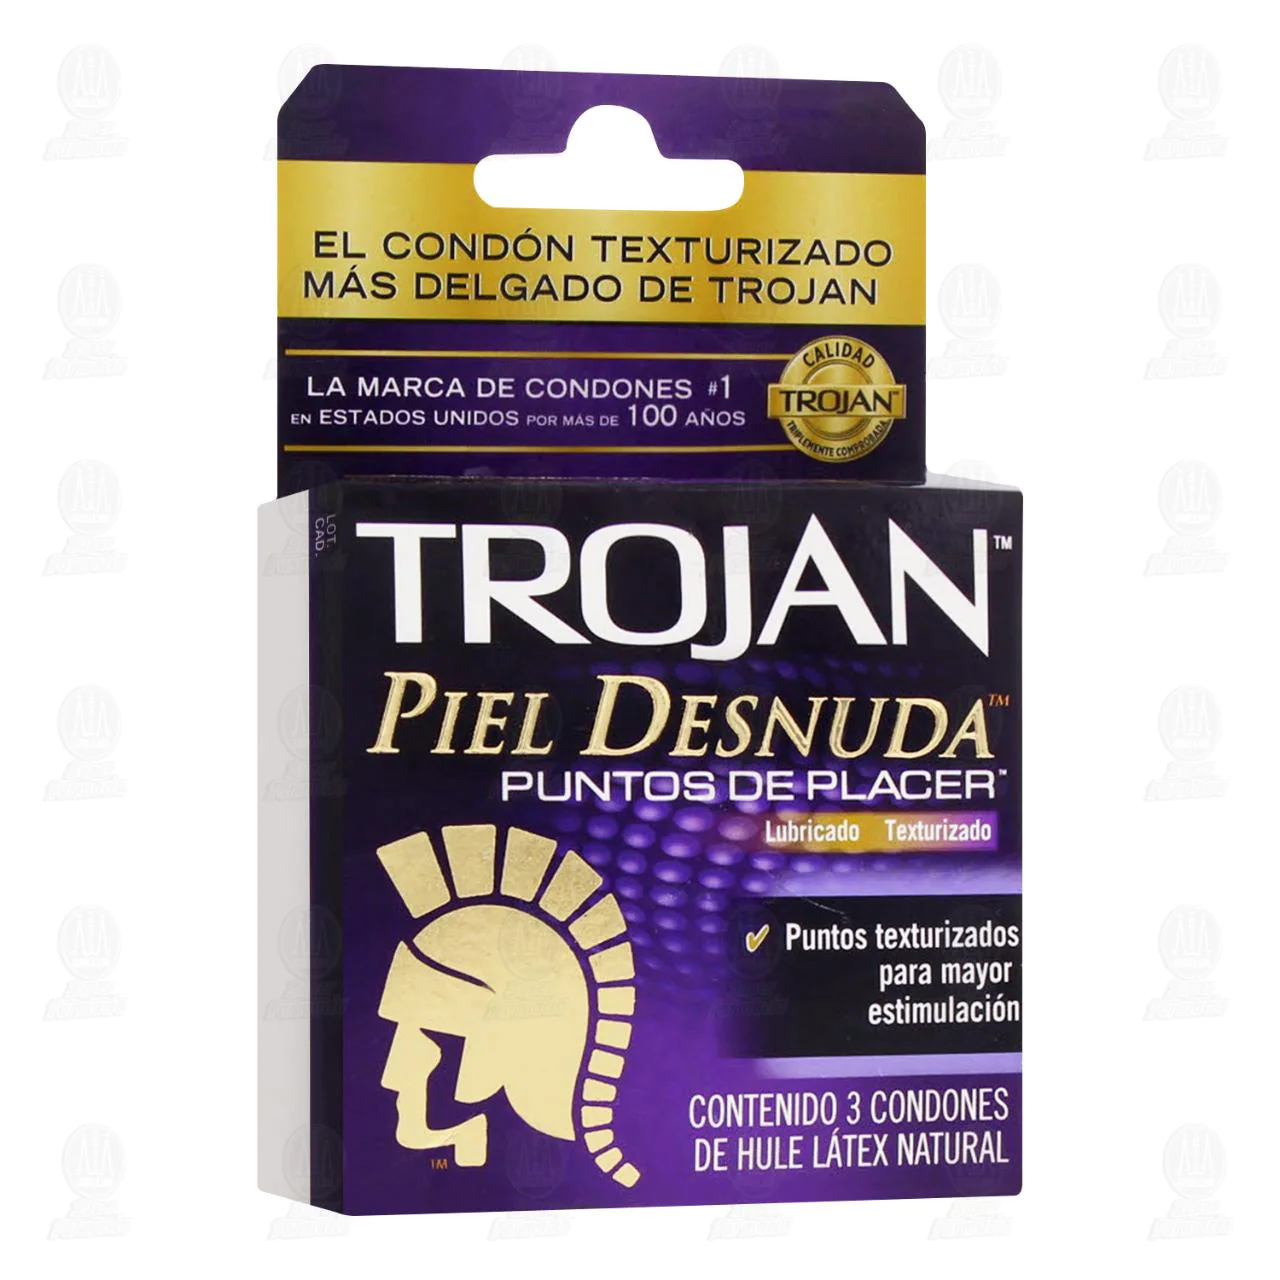 EL CONDÓN TEXTURIZADO
MÁS DELGADO DE TROJAN
LA MARCA DE CONDONES #1
EN ESTADOS UNIDOS POR MÁS DE 100 AÑOS
CALIDAD
TROJAN™
TRIPLEMENTE COMPROBADA
LOT.
CAD.
TROJAN™
PIEL DESNUDA™
PUNTOS DE PLACER™
Lubricado Texturizado
✓ Puntos texturizados
para mayor
estimulación
TM
CONTENIDO 3 CONDONES
DE HULE LÁTEX NATURAL